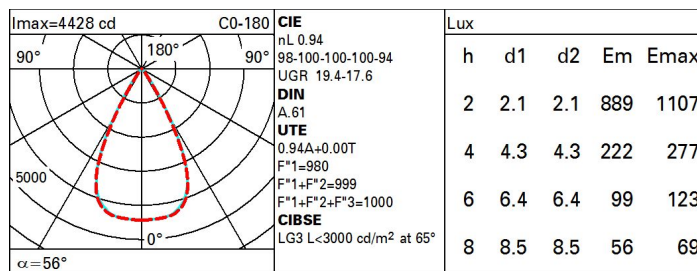 Imax=4428 cd C0-180
90° 180° 90°
5000
0°
α=56°
CIE
nL 0.94
98-100-100-100-94
UGR 19.4-17.6
DIN
A.61
UTE
0.94A+0.00T
F"1=980
F"1+F"2=999
F"1+F"2+F"3=1000
CIBSE
LG3 L<3000 cd/m² at 65°
Lux
h d1 d2 Em Emax
2 2.1 2.1 889 1107
4 4.3 4.3 222 277
6 6.4 6.4 99 123
8 8.5 8.5 56 69